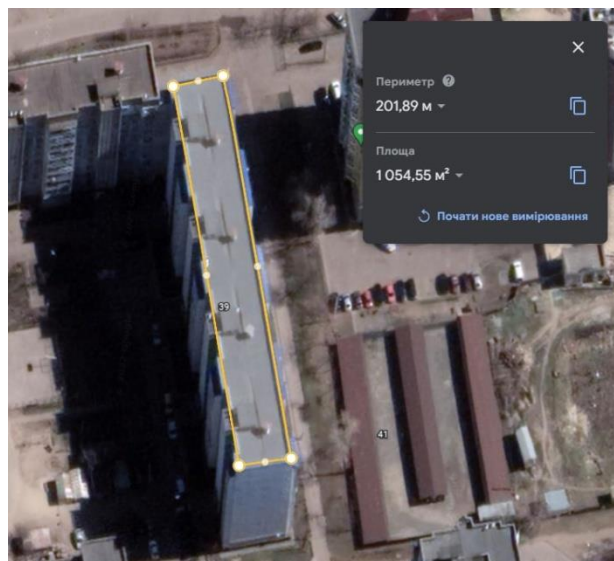 Периметр
201,89 м
Площа
1 054,55 м²
Почати нове вимірювання
39
41